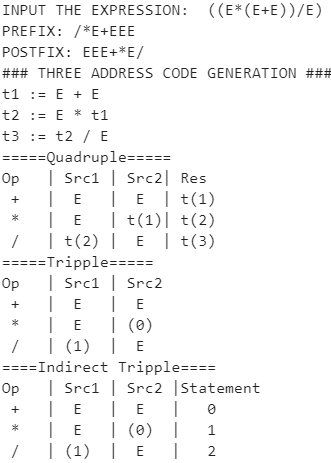 INPUT THE EXPRESSION:  ((E*(E+E))/E)
PREFIX: /*E+EEE
POSTFIX: EEE+*E/
### THREE ADDRESS CODE GENERATION ###
t1 := E + E
t2 := E * t1
t3 := t2 / E
=====Quadruple=====
Op   | Src1 | Src2| Res
 +   |  E   |  E  | t(1)
 *   |  E   | t(1)| t(2)
 /   | t(2) |  E  | t(3)
=====Tripple=====
Op   | Src1 | Src2
 +   |  E   |  E
 *   |  E   | (0)
 /   | (1)  |  E
====Indirect Tripple====
Op   | Src1 | Src2 |Statement
 +   |  E   |  E   |   0
 *   |  E   | (0)  |   1
 /   | (1)  |  E   |   2